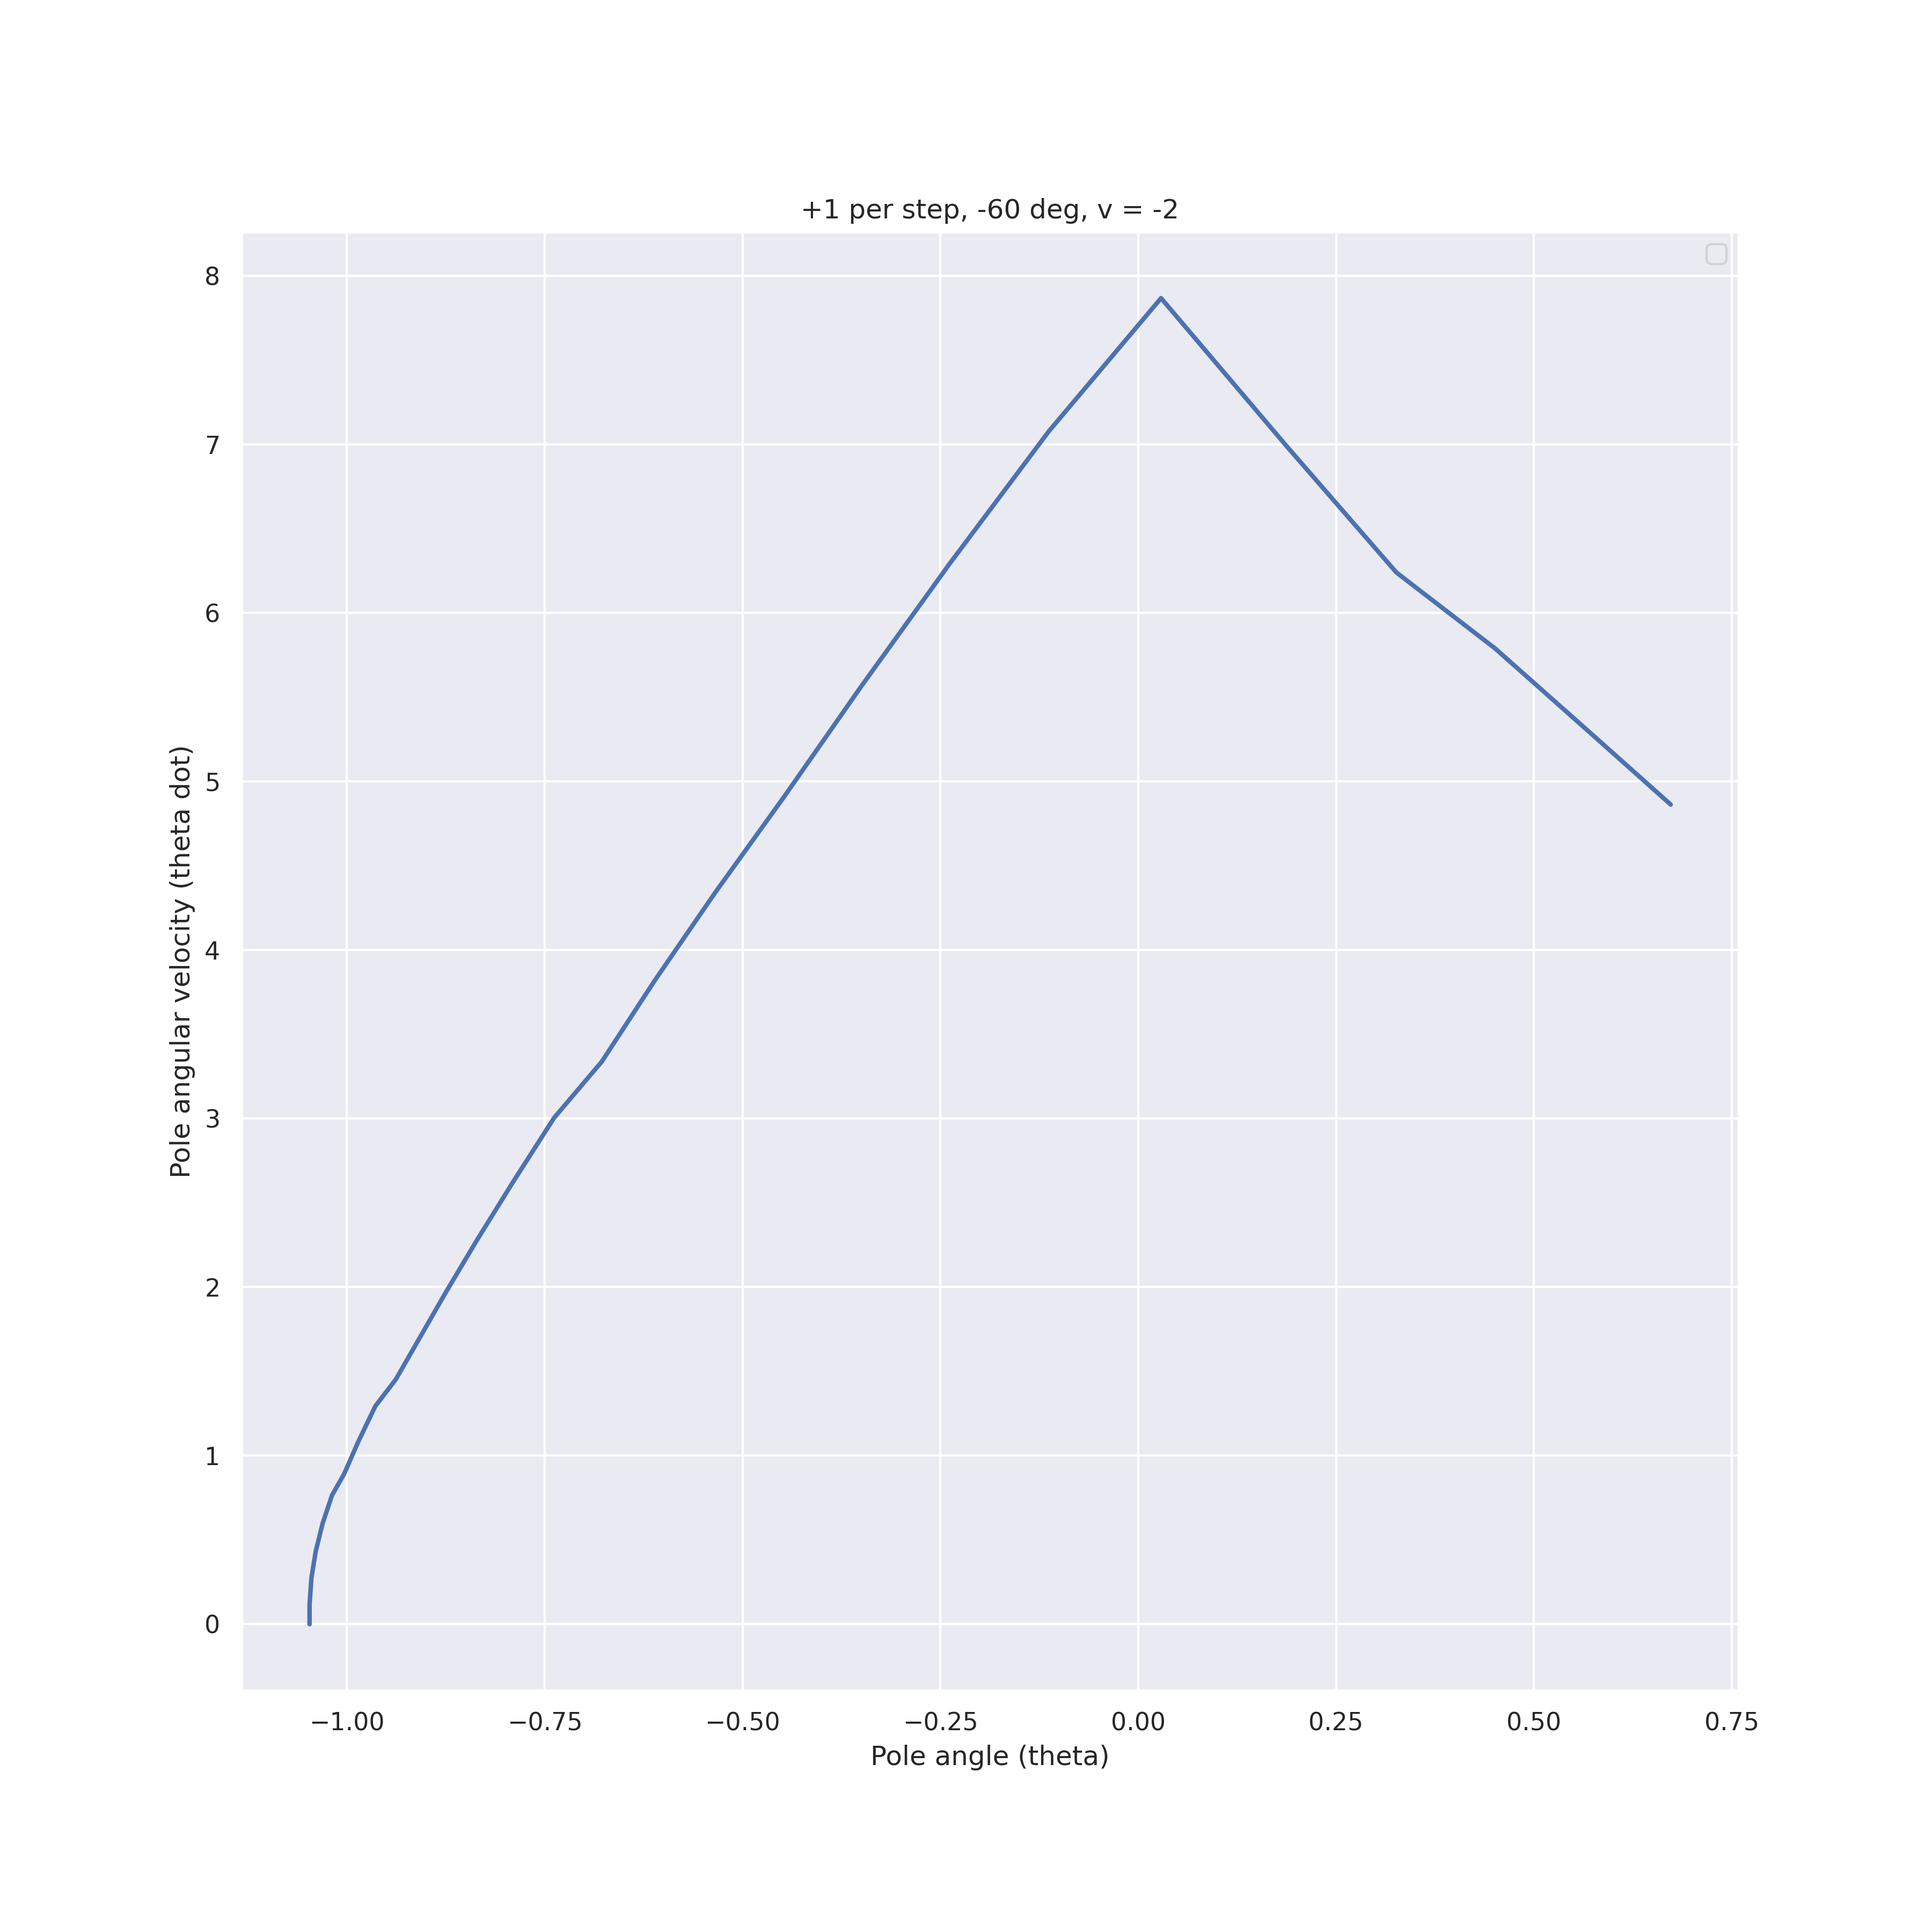 +1 per step, -60 deg, v = -2
8
7
6
5
4
3
2
1
0
Pole angular velocity (theta dot)
−1.00 −0.75 −0.50 −0.25 0.00 0.25 0.50 0.75
Pole angle (theta)